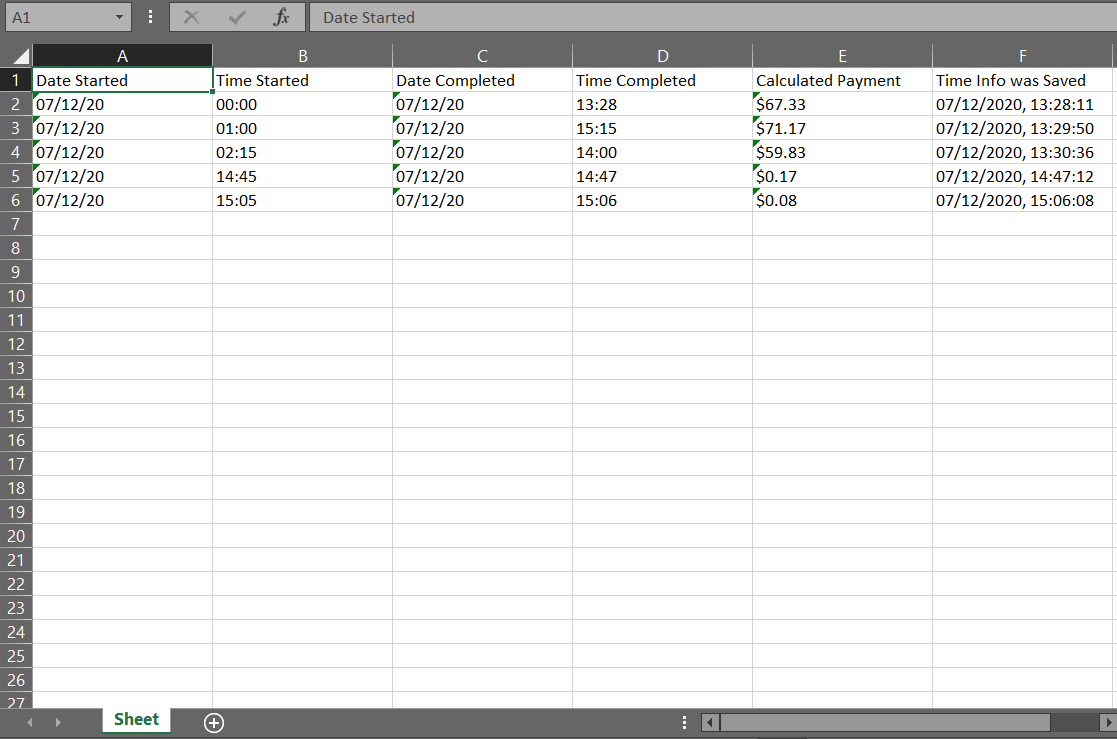 A1 fx Date Started
A B C D E F
1 Date Started Time Started Date Completed Time Completed Calculated Payment Time Info was Saved
2 07/12/20 00:00 07/12/20 13:28 $67.33 07/12/2020, 13:28:11
3 07/12/20 01:00 07/12/20 15:15 $71.17 07/12/2020, 13:29:50
4 07/12/20 02:15 07/12/20 14:00 $59.83 07/12/2020, 13:30:36
5 07/12/20 14:45 07/12/20 14:47 $0.17 07/12/2020, 14:47:12
6 07/12/20 15:05 07/12/20 15:06 $0.08 07/12/2020, 15:06:08
7
8
9
10
11
12
13
14
15
16
17
18
19
20
21
22
23
24
25
26
27
Sheet